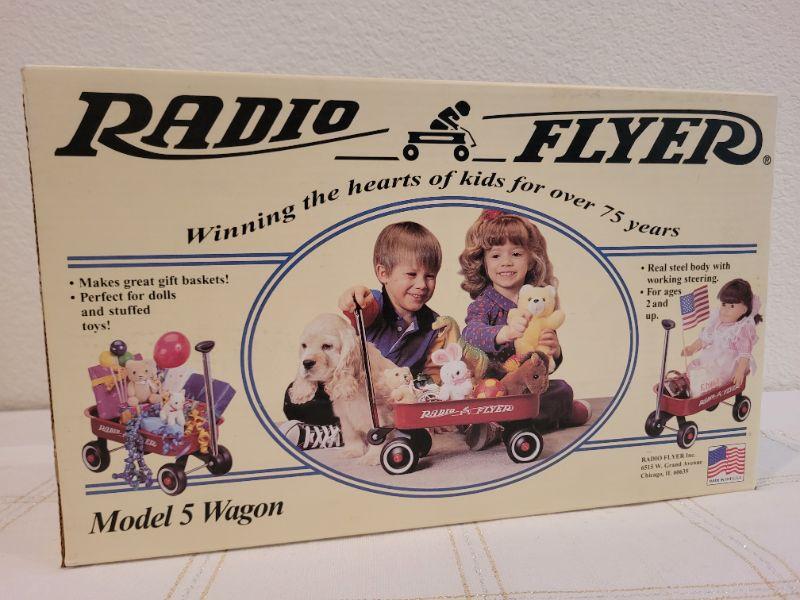 RADIO FLYER®
Winning the hearts of kids for over 75 years
• Makes great gift baskets!
• Perfect for dolls
and stuffed
toys!
• Real steel body with
working steering.
• For ages
2 and
up.
RADIO FLYER
RADIO FLYER
RADIO FLYER
RADIO FLYER Inc.
6515 W. Grand Avenue
Chicago, IL 60635
Model 5 Wagon